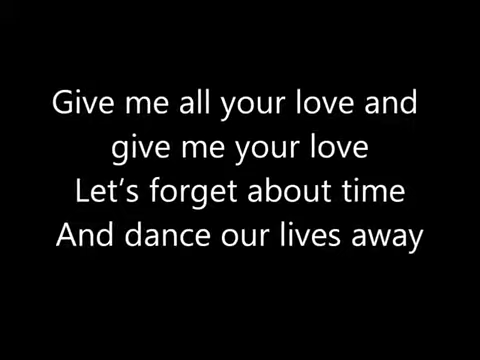 Give me all your love and
give me your love
Let’s forget about time
And dance our lives away